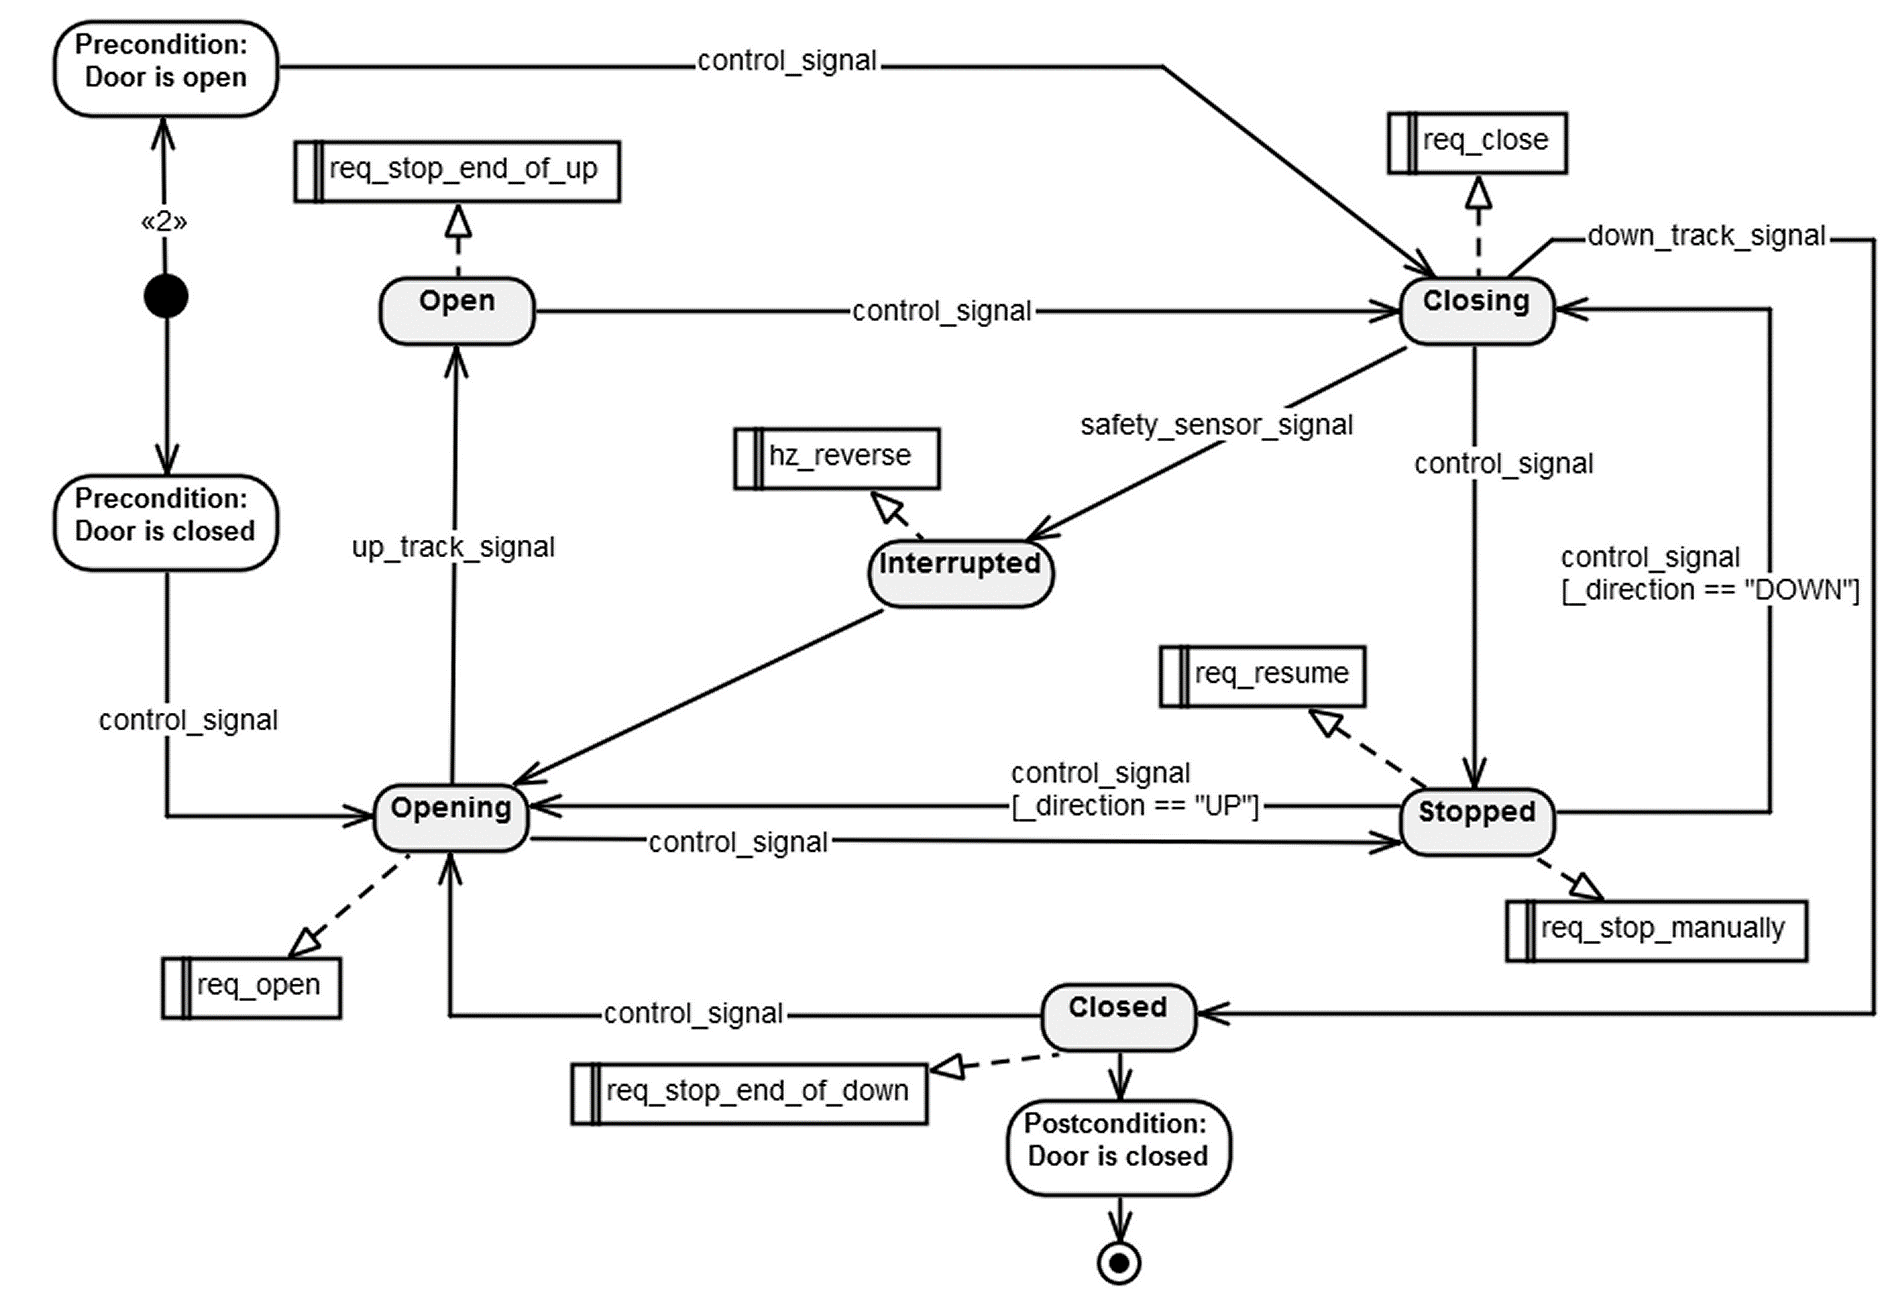 Precondition:
Door is open
control_signal
req_close
req_stop_end_of_up
«2»
down_track_signal
Open
control_signal
Closing
safety_sensor_signal
hz_reverse
control_signal
Precondition:
Door is closed
up_track_signal
Interrupted
control_signal
[_direction == "DOWN"]
req_resume
control_signal
control_signal
[_direction == "UP"]
Opening
Stopped
control_signal
req_stop_manually
req_open
control_signal
Closed
req_stop_end_of_down
Postcondition:
Door is closed